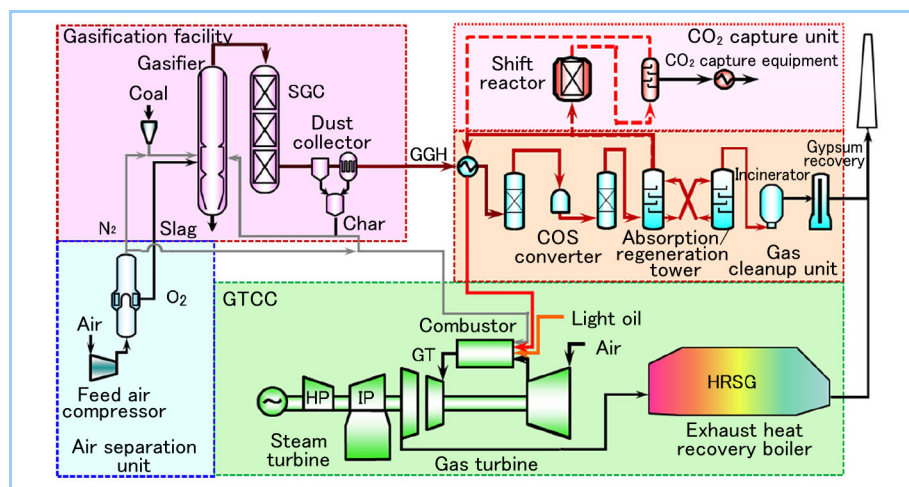 Gasification facility
Gasifier
Coal
SGC
Dust
collector
GGH
N₂
Slag
Char
CO₂ capture unit
CO₂ capture equipment
Shift
reactor
Gypsum
recovery
Incinerator
COS
converter
Absorption/
regeneration
tower
Gas
cleanup unit
O₂
Air
Feed air
compressor
Air separation
unit
GTCC
Combustor
Light oil
Air
GT
HP
IP
Steam
turbine
Gas turbine
HRSG
Exhaust heat
recovery boiler